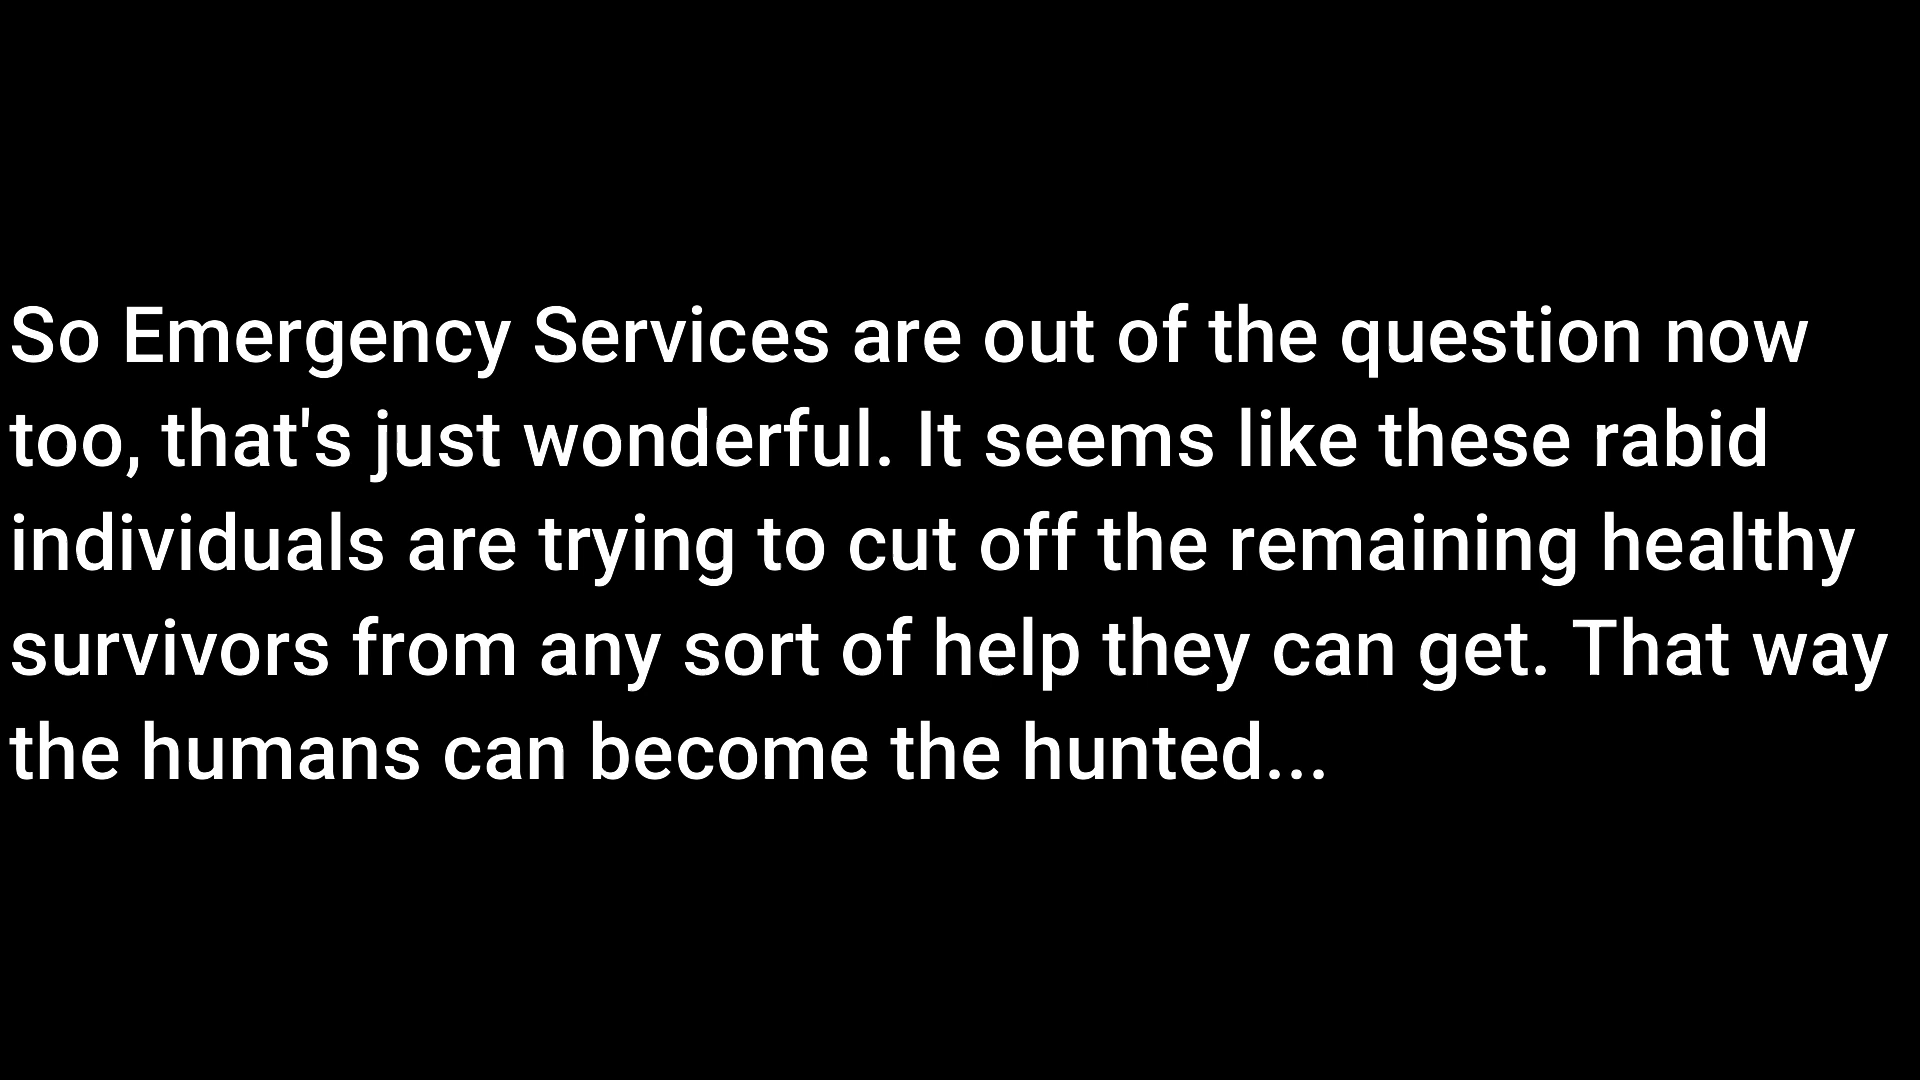 So Emergency Services are out of the question now
too, that's just wonderful. It seems like these rabid
individuals are trying to cut off the remaining healthy
survivors from any sort of help they can get. That way
the humans can become the hunted...